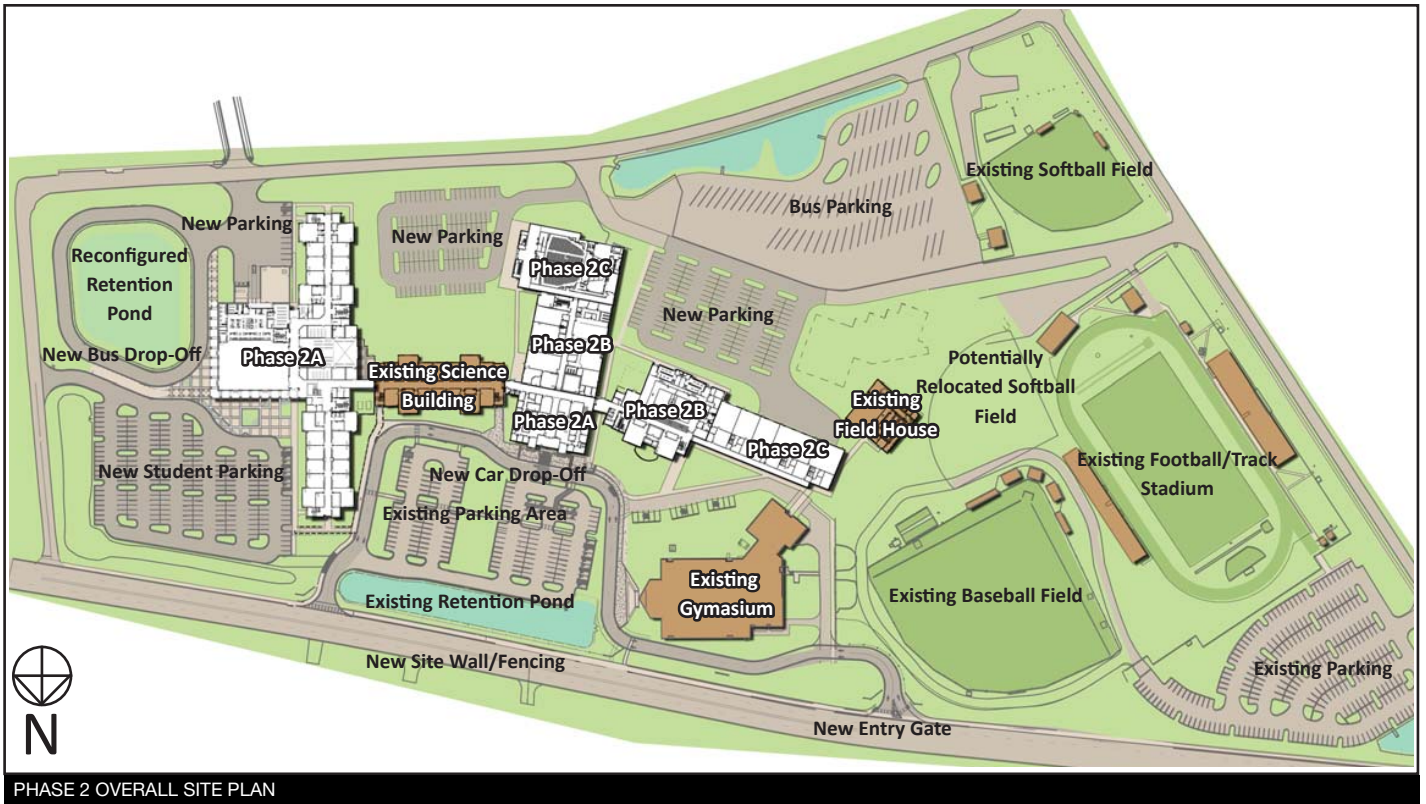 Existing Softball Field
Bus Parking
New Parking
New Parking
Reconfigured
Retention
Pond
Phase 2C
New Parking
Phase 2B
New Bus Drop-Off
Phase 2A
Existing Science
Building
Potentially
Relocated Softball
Field
Existing
Field House
Phase 2B
Phase 2A
Phase 2C
New Student Parking
New Car Drop-Off
Existing Parking Area
Existing Football/Track
Stadium
Existing
Gymasium
Existing Retention Pond
Existing Baseball Field
New Site Wall/Fencing
Existing Parking
New Entry Gate
N
PHASE 2 OVERALL SITE PLAN